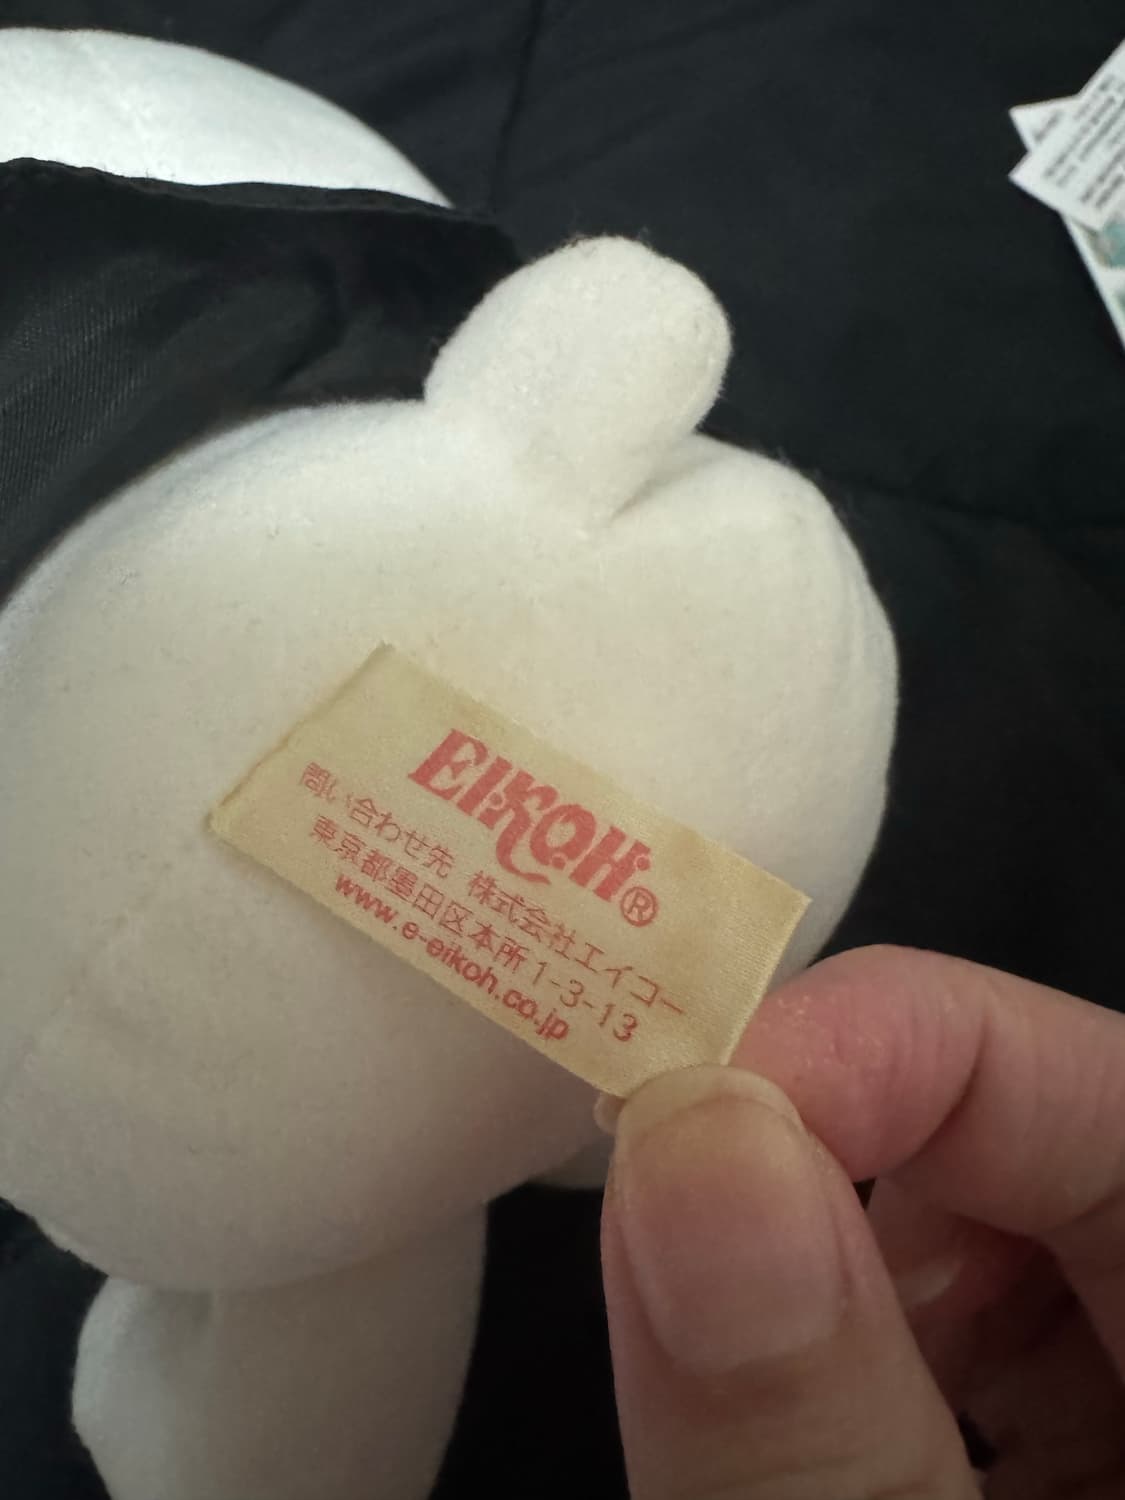 EIKOH®
問い合わせ先 株式会社エイコー
東京都墨田区本所1-3-13
www.e-eikoh.co.jp